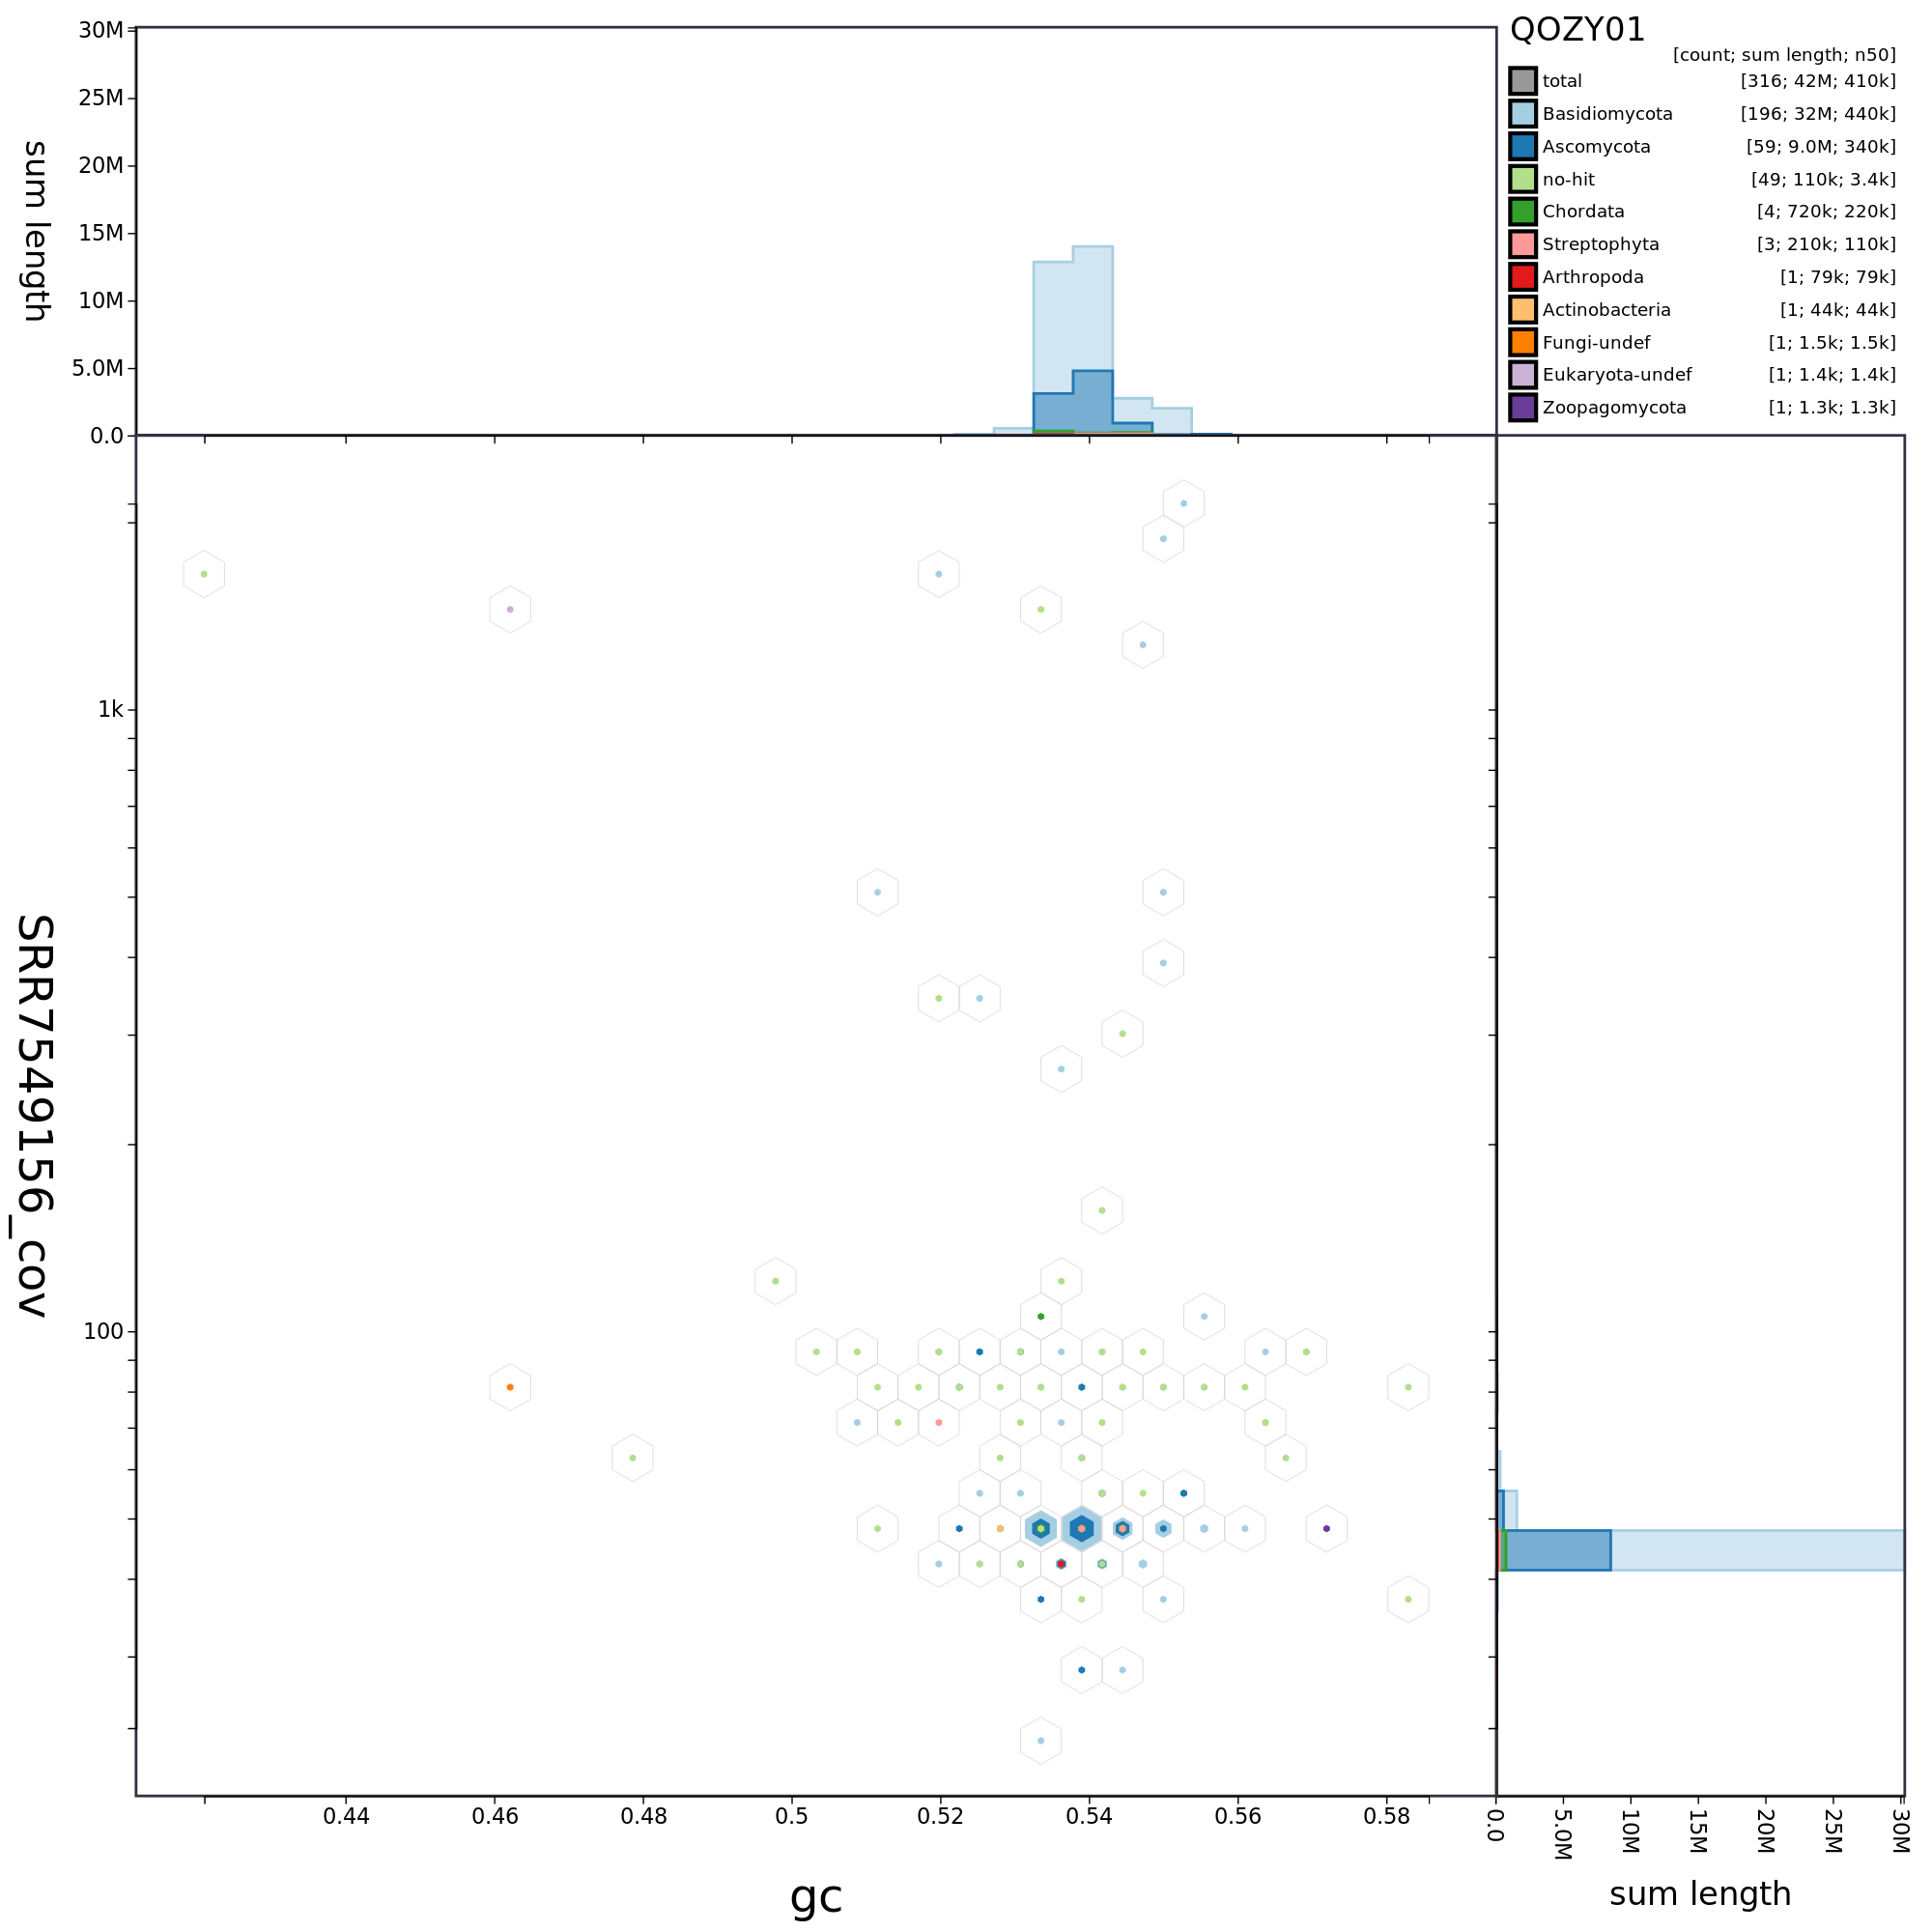 QOZY01
[count; sum length; n50]
total [316; 42M; 410k]
Basidiomycota [196; 32M; 440k]
Ascomycota [59; 9.0M; 340k]
no-hit [49; 110k; 3.4k]
Chordata [4; 720k; 220k]
Streptophyta [3; 210k; 110k]
Arthropoda [1; 79k; 79k]
Actinobacteria [1; 44k; 44k]
Fungi-undef [1; 1.5k; 1.5k]
Eukaryota-undef [1; 1.4k; 1.4k]
Zoopagomycota [1; 1.3k; 1.3k]
30M
25M
20M
15M
10M
5.0M
0.0
sum length
1k
100
SRR7549156_cov
0.44 0.46 0.48 0.5 0.52 0.54 0.56 0.58
gc
0.0 5.0M 10M 15M 20M 25M 30M
sum length